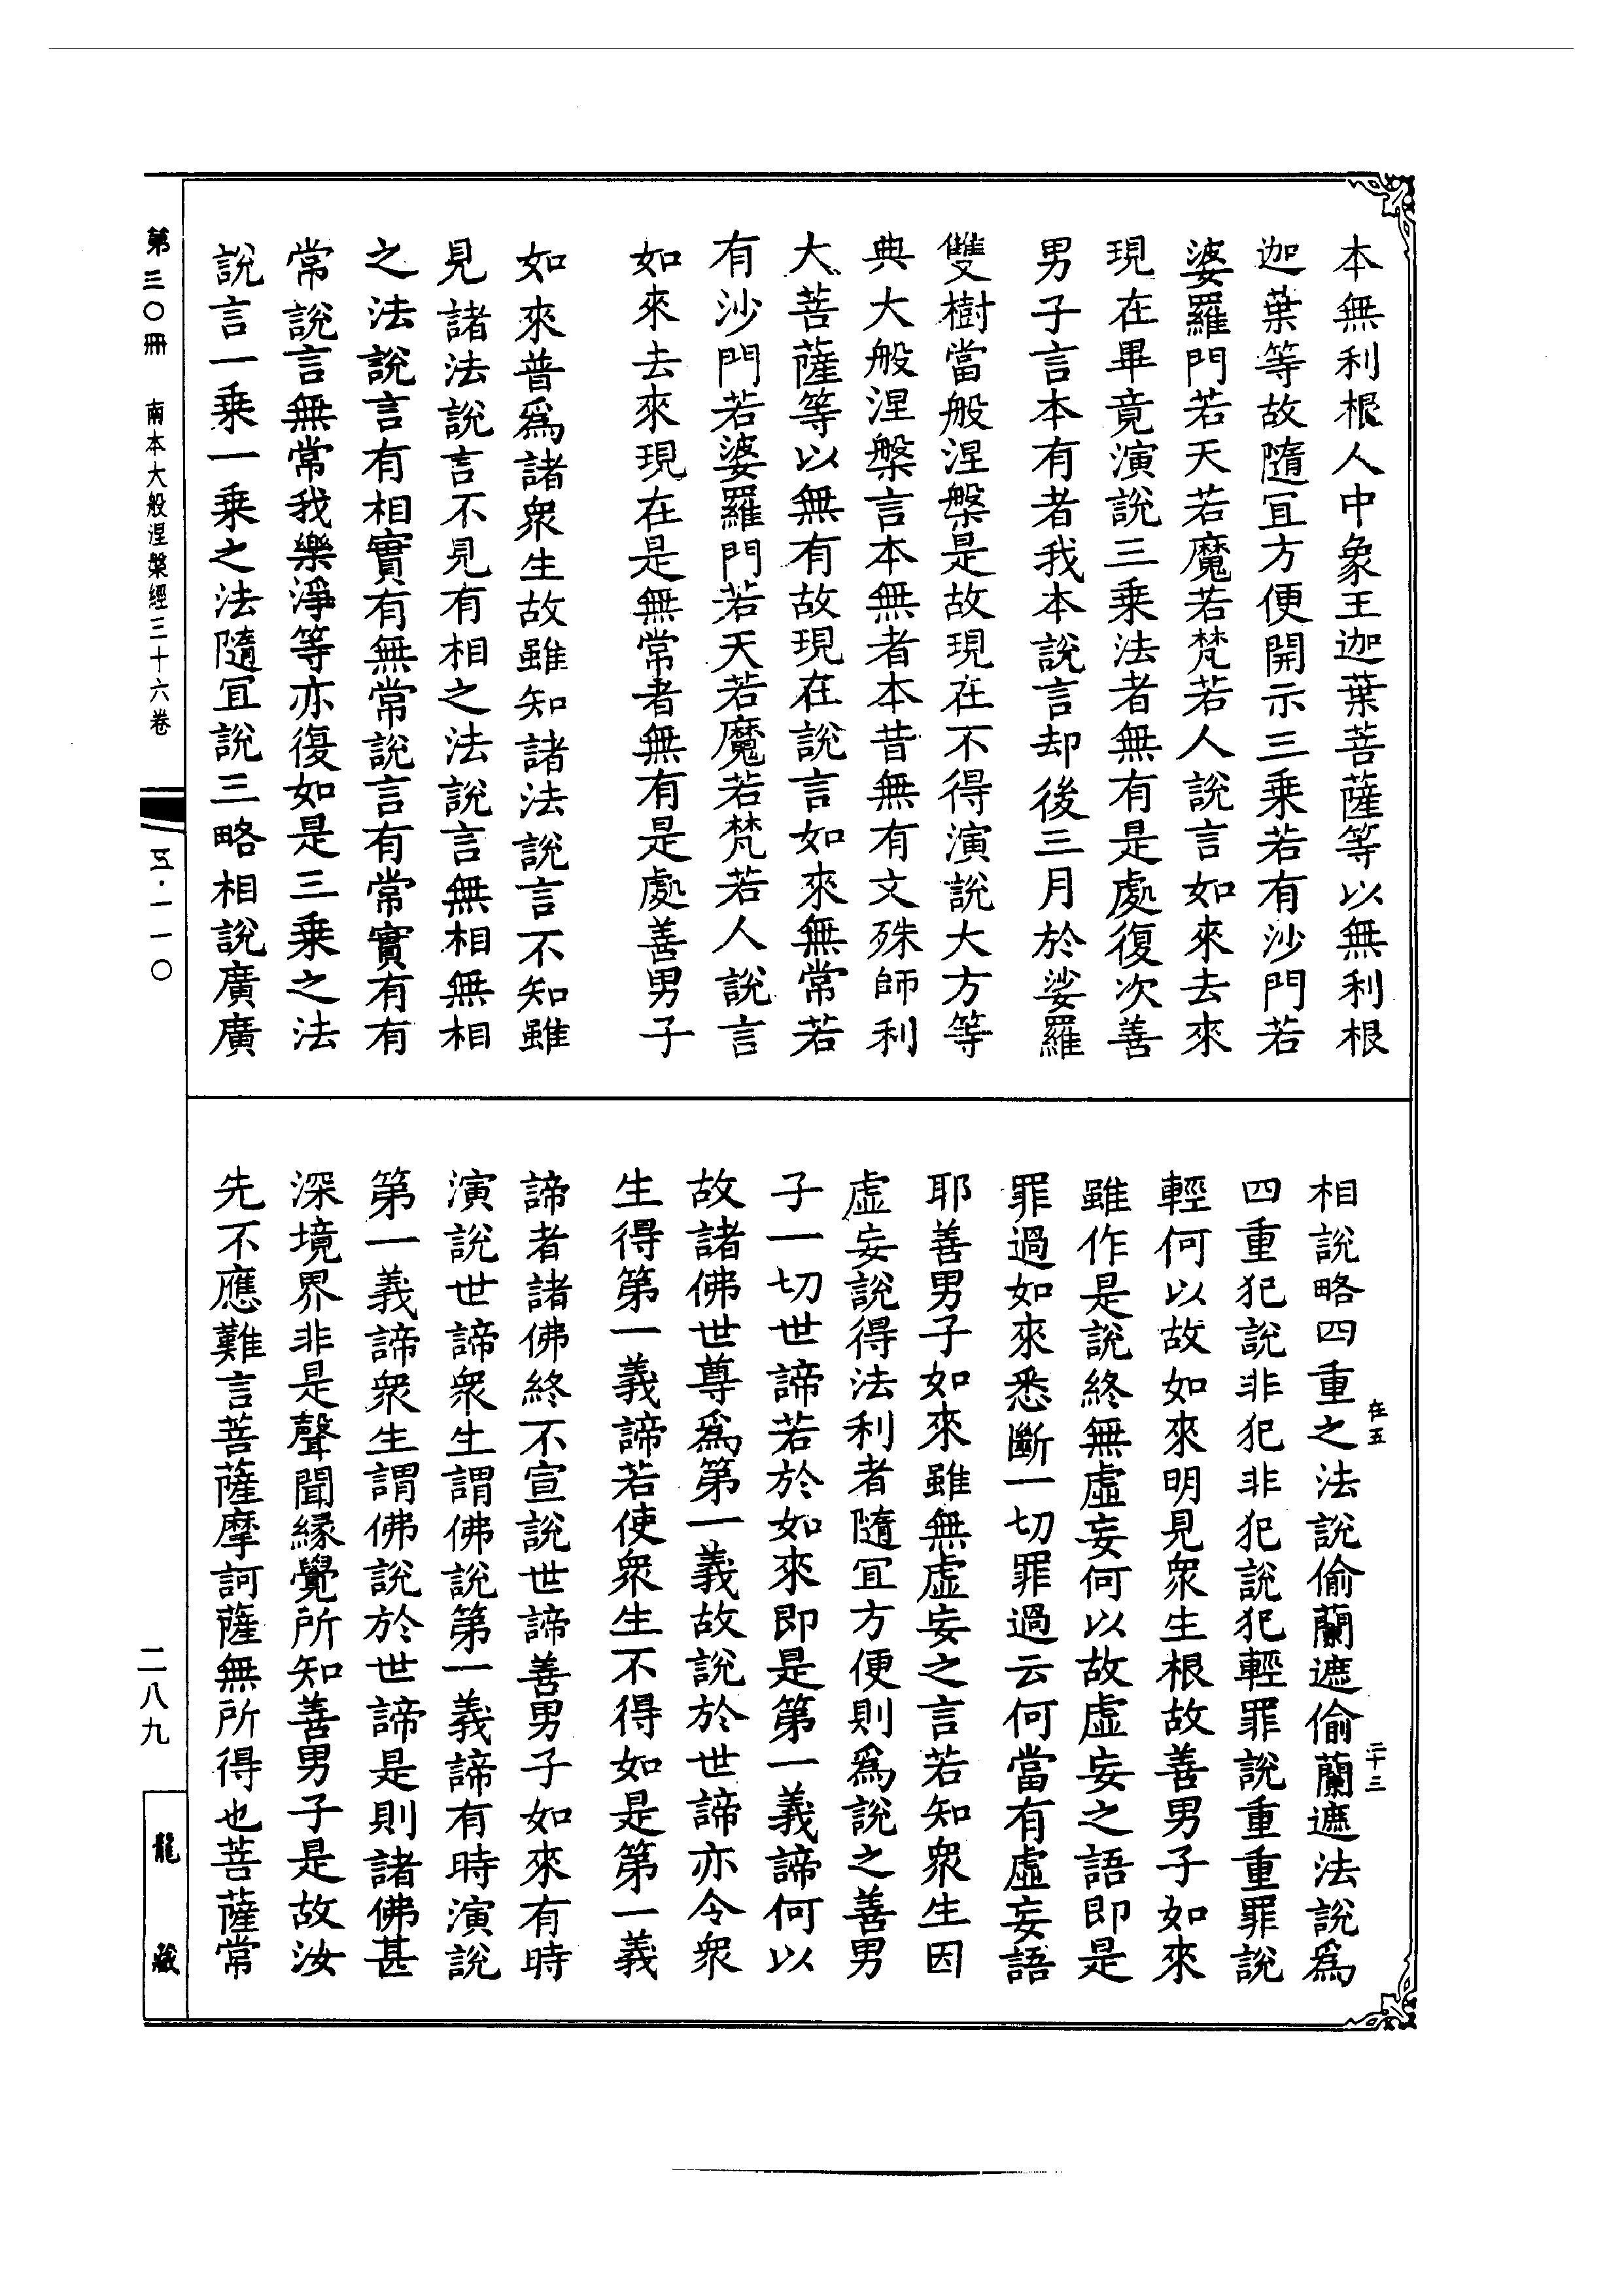 本無利根人中象王迦葉菩薩等以無利根
迦葉等故隨宜方便開示三乘若有沙門若
婆羅門若天若魔若梵若人說言如來去來
現在畢竟演說三乘法者無有是處復次善
男子言本有者我本說言却後三月於娑羅
雙樹當般涅槃是故現在不得演說大方等
典大般涅槃言本無者本昔無有文殊師利
大菩薩等以無有故現在說言如來無常若
有沙門若婆羅門若天若魔若梵若人說言
如來去來現在是無常者無有是處善男子
如來普爲諸衆生故雖知諸法說言不知雖
見諸法說言不見有相之法說言無相無相
之法說言有相實有無常說言有常實有有
常說言無常我樂淨等亦復如是三乘之法
說言一乘一乘之法隨宜說三略相說廣廣
相說略四重之法說偷蘭遮偷蘭遮法說爲
四重犯說非犯非犯說犯輕罪說重重罪說
輕何以故如來明見衆生根故善男子如來
雖作是說終無虛妄何以故虛妄之語即是
罪過如來悉斷一切罪過云何當有虛妄語
耶善男子如來雖無虛妄之言若知衆生因
虛妄說得法利者隨宜方便則爲說之善男
子一切世諦若於如來即是第一義諦何以
故諸佛世尊爲第一義故說於世諦亦令衆
生得第一義諦若使衆生不得如是第一義
諦者諸佛終不宣說世諦善男子如來有時
演說世諦衆生謂佛說第一義諦有時演說
第一義諦衆生謂佛說於世諦是則諸佛甚
深境界非是聲聞緣覺所知善男子是故汝
先不應難言菩薩摩訶薩無所得也菩薩常
在五
二十三
第三〇冊 南本大般涅槃經三十六卷
五·一一〇
二八九
龍藏